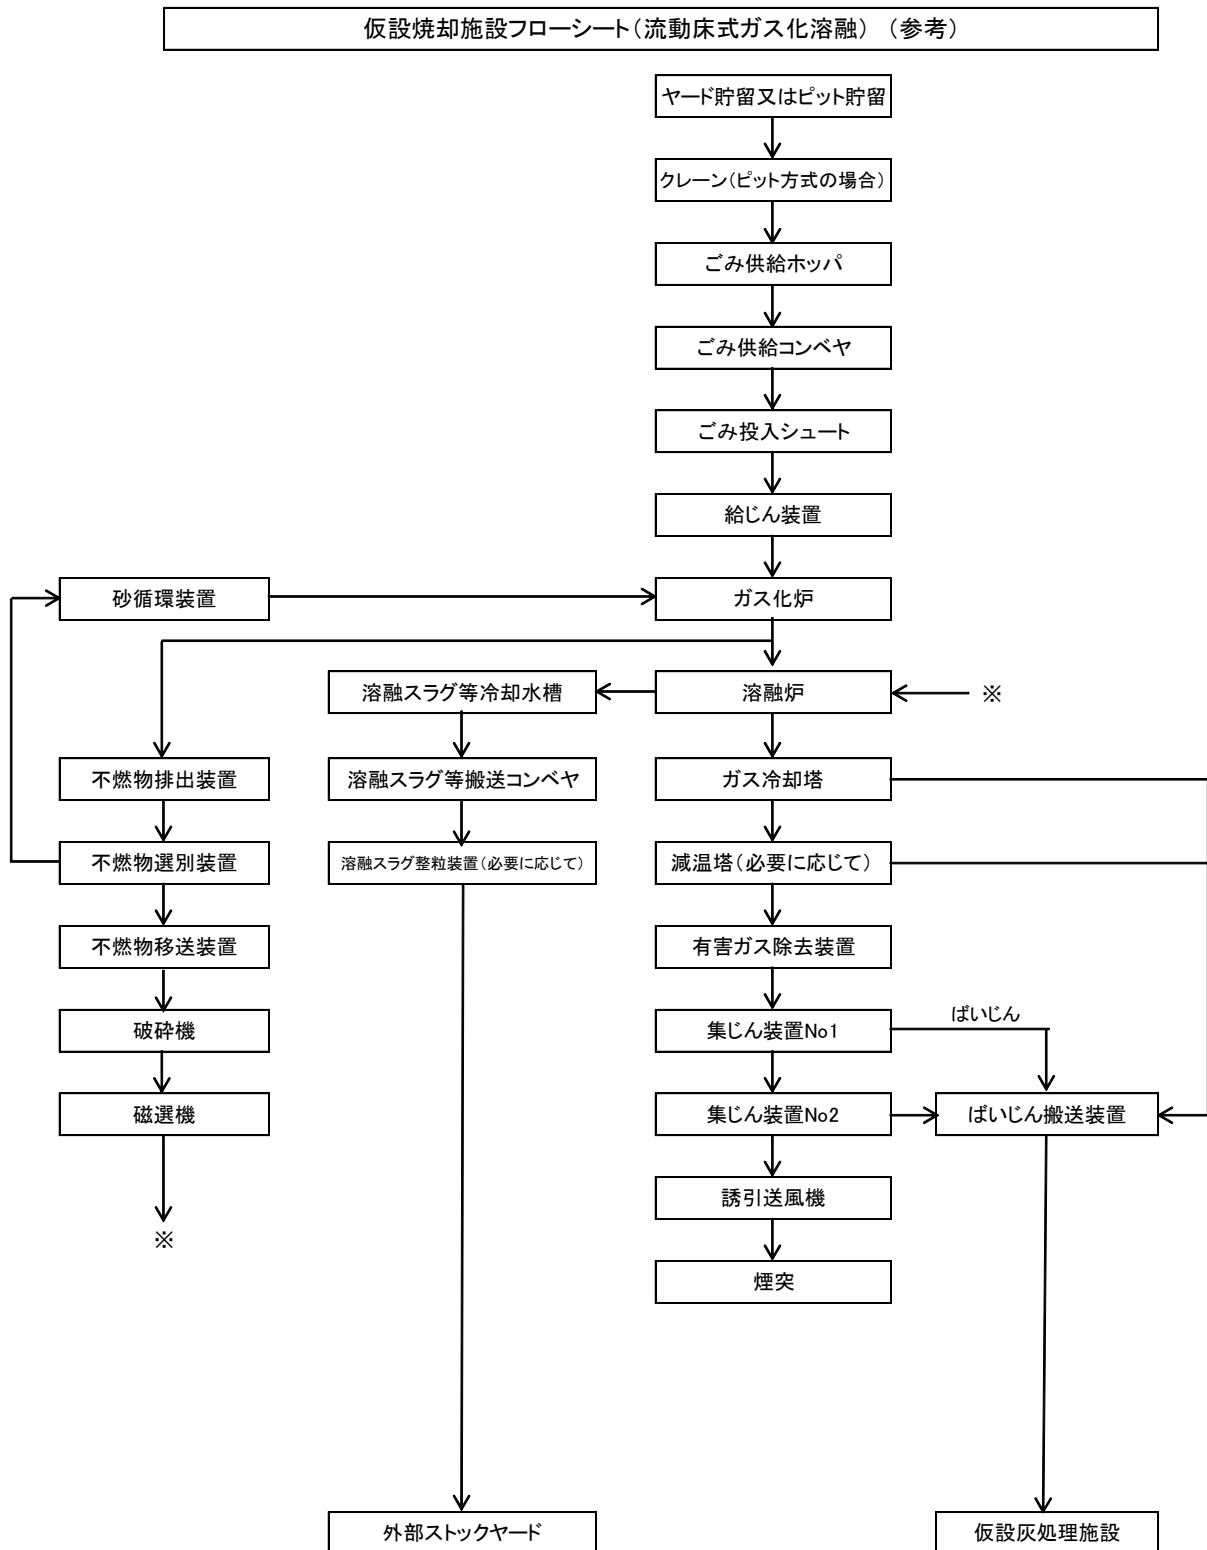 仮設焼却施設フローシート(流動床式ガス化溶融) (参考)
ヤード貯留又はピット貯留
クレーン(ピット方式の場合)
ごみ供給ホッパ
ごみ供給コンベヤ
ごみ投入シュート
給じん装置
砂循環装置
ガス化炉
溶融スラグ等冷却水槽
溶融炉
※
不燃物排出装置
溶融スラグ等搬送コンベヤ
ガス冷却塔
不燃物選別装置
溶融スラグ整粒装置(必要に応じて)
減温塔(必要に応じて)
不燃物移送装置
有害ガス除去装置
破砕機
集じん装置No1
ばいじん
磁選機
集じん装置No2
ばいじん搬送装置
誘引送風機
※
煙突
外部ストックヤード
仮設灰処理施設